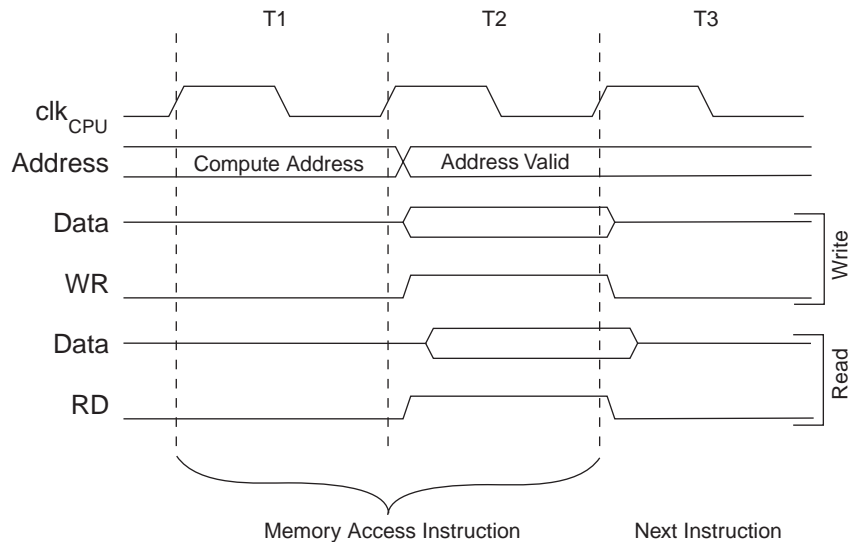 T1 T2 T3
clkCPU
Address Compute Address Address Valid
Data
WR
Write
Data
RD
Read
Memory Access Instruction Next Instruction